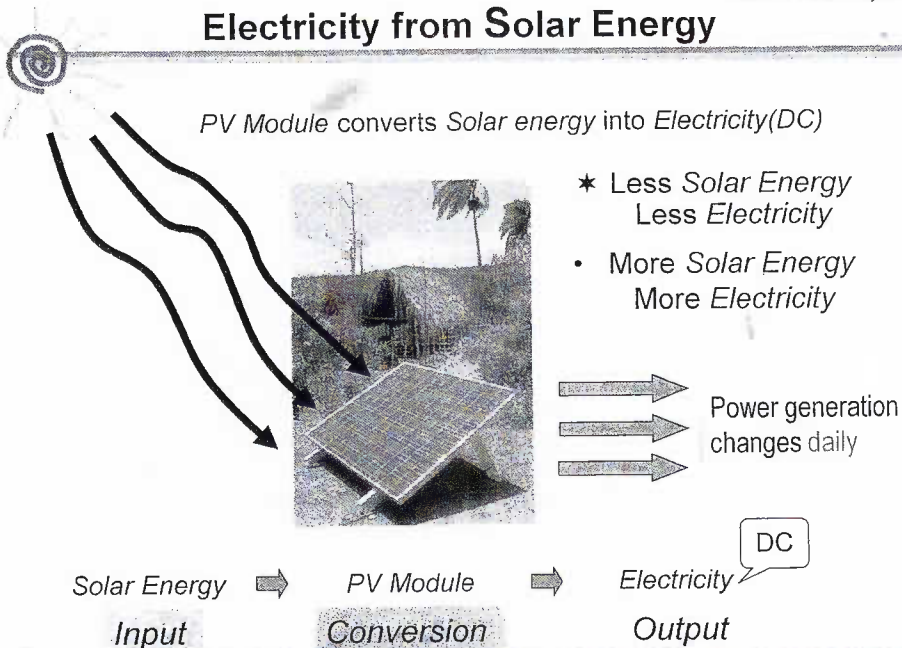 Electricity from Solar Energy
PV Module converts Solar energy into Electricity(DC)
✶ Less Solar Energy
Less Electricity
• More Solar Energy
More Electricity
Power generation
changes daily
DC
Solar Energy
PV Module
Electricity
Input
Conversion
Output